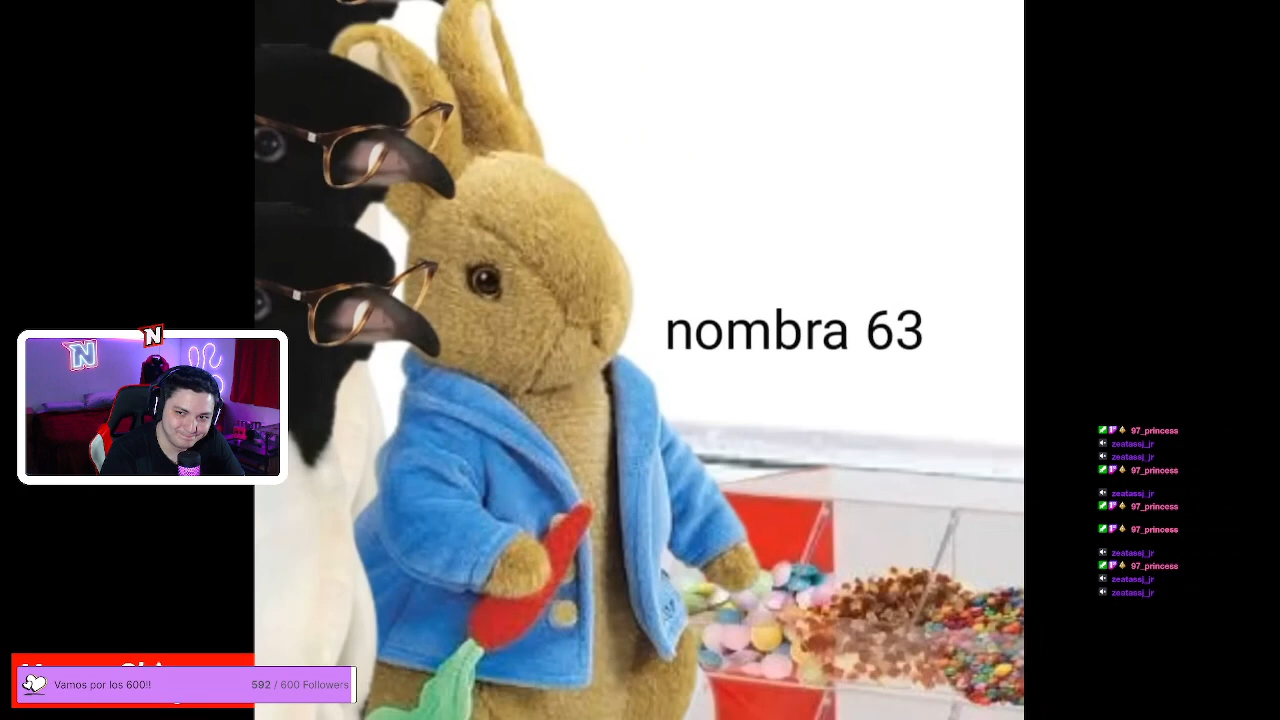 nombra 63
N
N
97_princess
zeatassj_jr
zeatassj_jr
97_princess
zeatassj_jr
97_princess
97_princess
zeatassj_jr
97_princess
zeatassj_jr
zeatassj_jr
Vamos por los 600!! 592 / 600 Followers